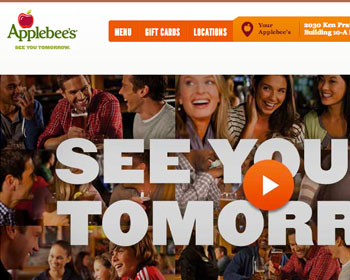 Applebee's
SEE YOU TOMORROW.
MENU GIFT CARDS LOCATIONS
Your
Applebee's
2030 Ken Pra
Building 10-A
SEE YOU
TOMORR